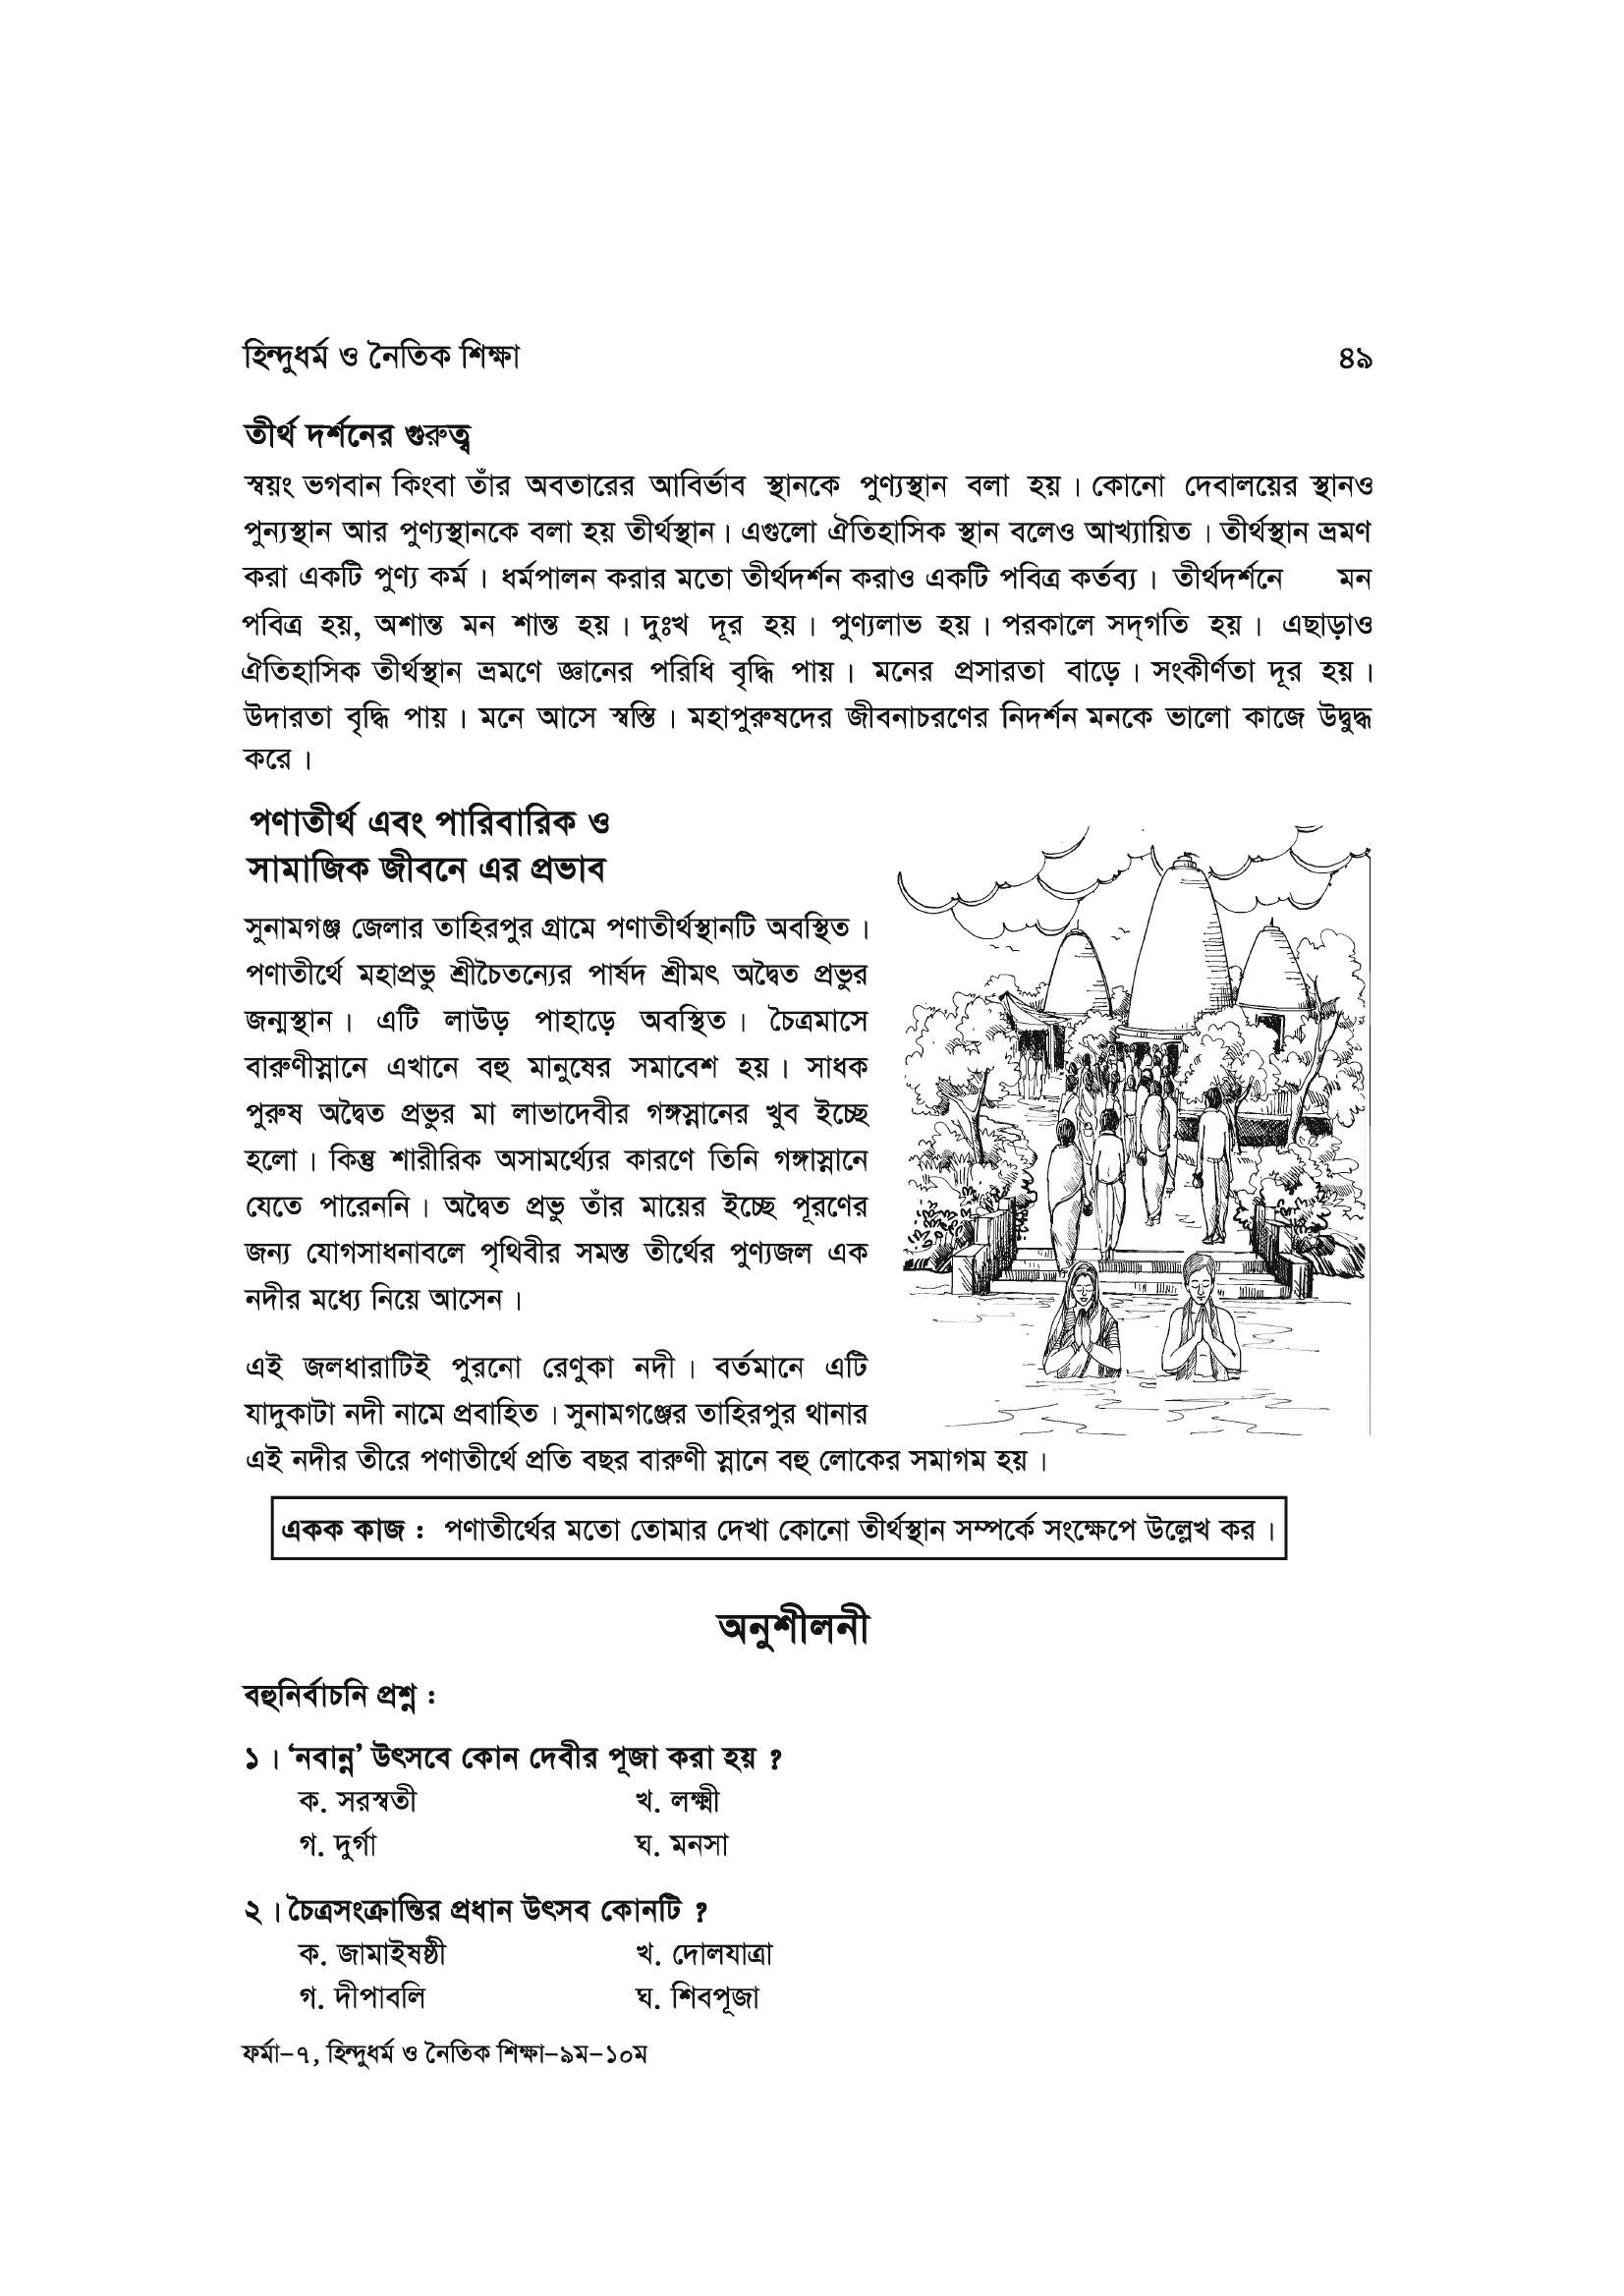 হিন্দুধর্ম ও নৈতিক শিক্ষা ৪৯
তীর্থ দর্শনের গুরুত্ব
স্বয়ং ভগবান কিংবা তাঁর অবতারের আবির্ভাব স্থানকে পুণ্যস্থান বলা হয়। কোনো দেবালয়ের স্থানও
পুন্যস্থান আর পুণ্যস্থানকে বলা হয় তীর্থস্থান। এগুলো ঐতিহাসিক স্থান বলেও আখ্যায়িত। তীর্থস্থান ভ্রমণ
করা একটি পুণ্য কর্ম। ধর্মপালন করার মতো তীর্থদর্শন করাও একটি পবিত্র কর্তব্য। তীর্থদর্শনে মন
পবিত্র হয়, অশান্ত মন শান্ত হয়। দুঃখ দূর হয়। পুণ্যলাভ হয়। পরকালে সদ্‌গতি হয়। এছাড়াও
ঐতিহাসিক তীর্থস্থান ভ্রমণে জ্ঞানের পরিধি বৃদ্ধি পায়। মনের প্রসারতা বাড়ে। সংকীর্ণতা দূর হয়।
উদারতা বৃদ্ধি পায়। মনে আসে স্বস্তি। মহাপুরুষদের জীবনাচরণের নিদর্শন মনকে ভালো কাজে উদ্বুদ্ধ
করে।
পণাতীর্থ এবং পারিবারিক ও
সামাজিক জীবনে এর প্রভাব
সুনামগঞ্জ জেলার তাহিরপুর গ্রামে পণাতীর্থস্থানটি অবস্থিত।
পণাতীর্থে মহাপ্রভু শ্রীচৈতন্যের পার্ষদ শ্রীমৎ অদ্বৈত প্রভুর
জন্মস্থান। এটি লাউড় পাহাড়ে অবস্থিত। চৈত্রমাসে
বারুণীস্নানে এখানে বহু মানুষের সমাবেশ হয়। সাধক
পুরুষ অদ্বৈত প্রভুর মা লাভাদেবীর গঙ্গস্নানের খুব ইচ্ছে
হলো। কিন্তু শারীরিক অসামর্থ্যের কারণে তিনি গঙ্গাস্নানে
যেতে পারেননি। অদ্বৈত প্রভু তাঁর মায়ের ইচ্ছে পূরণের
জন্য যোগসাধনাবলে পৃথিবীর সমস্ত তীর্থের পুণ্যজল এক
নদীর মধ্যে নিয়ে আসেন।
এই জলধারাটিই পুরনো রেণুকা নদী। বর্তমানে এটি
যাদুকাটা নদী নামে প্রবাহিত। সুনামগঞ্জের তাহিরপুর থানার
এই নদীর তীরে পণাতীর্থে প্রতি বছর বারুণী স্নানে বহু লোকের সমাগম হয়।
একক কাজ : পণাতীর্থের মতো তোমার দেখা কোনো তীর্থস্থান সম্পর্কে সংক্ষেপে উল্লেখ কর।
অনুশীলনী
বহুনির্বাচনি প্রশ্ন :
১। ‘নবান্ন’ উৎসবে কোন দেবীর পূজা করা হয় ?
ক. সরস্বতী খ. লক্ষ্মী
গ. দুর্গা ঘ. মনসা
২। চৈত্রসংক্রান্তির প্রধান উৎসব কোনটি ?
ক. জামাইষষ্ঠী খ. দোলযাত্রা
গ. দীপাবলি ঘ. শিবপূজা
ফর্মা–৭, হিন্দুধর্ম ও নৈতিক শিক্ষা–৯ম–১০ম